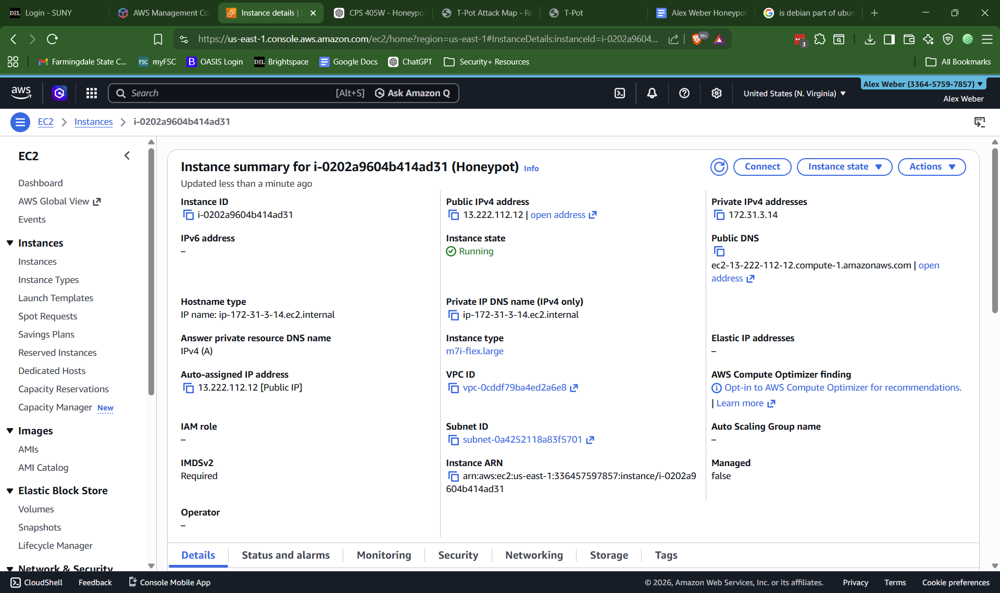 Login - SUNY
AWS Management Co
Instance details |
CPS 405W - Honeypo
T-Pot Attack Map - Re
T-Pot
Alex Weber Honeypot
is debian part of ubun
https://us-east-1.console.aws.amazon.com/ec2/home?region=us-east-1#InstanceDetails:instanceId=i-0202a9604...
99+
3
Farmingdale State C...
FSC myFSC
B OASIS Login
D2L Brightspace
Google Docs
ChatGPT
Security+ Resources
All Bookmarks
aws
Search
[Alt+S]
Ask Amazon Q
United States (N. Virginia)
Alex Weber (3364-5759-7857)
Alex Weber
EC2
Instances
i-0202a9604b414ad31
EC2
Dashboard
AWS Global View
Events
Instances
Instances
Instance Types
Launch Templates
Spot Requests
Savings Plans
Reserved Instances
Dedicated Hosts
Capacity Reservations
Capacity Manager New
Images
AMIs
AMI Catalog
Elastic Block Store
Volumes
Snapshots
Lifecycle Manager
Network & Security
Instance summary for i-0202a9604b414ad31 (Honeypot) Info
Updated less than a minute ago
Connect
Instance state
Actions
Instance ID
i-0202a9604b414ad31
Public IPv4 address
13.222.112.12 | open address
Private IPv4 addresses
172.31.3.14
IPv6 address
–
Instance state
Running
Public DNS
ec2-13-222-112-12.compute-1.amazonaws.com | open
address
Hostname type
IP name: ip-172-31-3-14.ec2.internal
Private IP DNS name (IPv4 only)
ip-172-31-3-14.ec2.internal
Answer private resource DNS name
IPv4 (A)
Instance type
m7i-flex.large
Elastic IP addresses
–
Auto-assigned IP address
13.222.112.12 [Public IP]
VPC ID
vpc-0cddf79ba4ed2a6e8
AWS Compute Optimizer finding
Opt-in to AWS Compute Optimizer for recommendations.
| Learn more
IAM role
–
Subnet ID
subnet-0a4252118a83f5701
Auto Scaling Group name
–
IMDSv2
Required
Instance ARN
arn:aws:ec2:us-east-1:336457597857:instance/i-0202a9
604b414ad31
Managed
false
Operator
–
Details
Status and alarms
Monitoring
Security
Networking
Storage
Tags
CloudShell
Feedback
Console Mobile App
© 2026, Amazon Web Services, Inc. or its affiliates.
Privacy
Terms
Cookie preferences